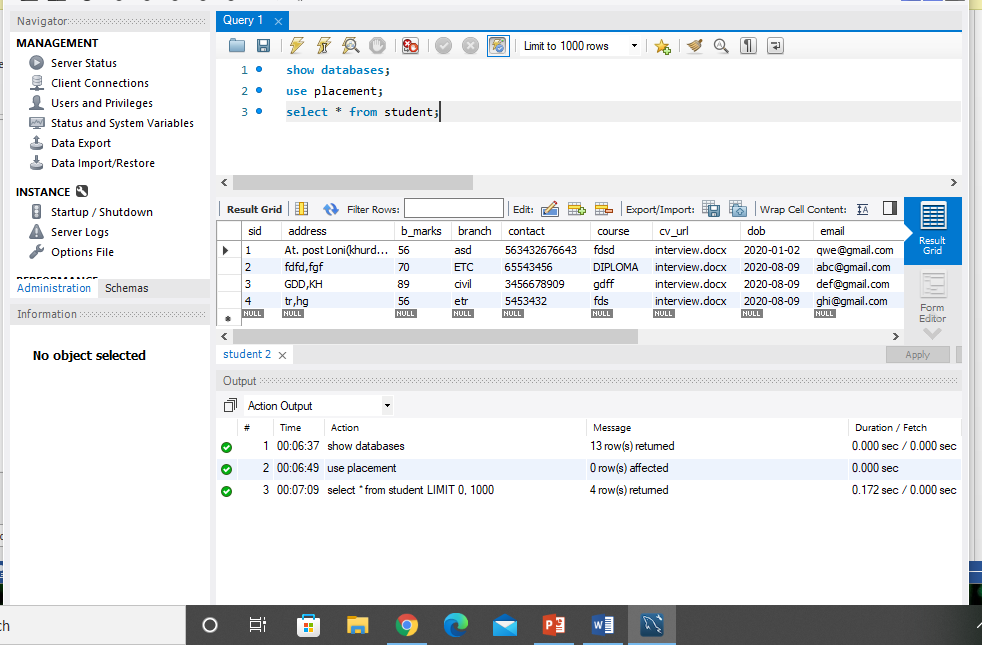 Navigator
MANAGEMENT
Server Status
Client Connections
Users and Privileges
Status and System Variables
Data Export
Data Import/Restore
INSTANCE
Startup / Shutdown
Server Logs
Options File
PERFORMANCE
Administration Schemas
Information
No object selected
Query 1
Limit to 1000 rows
1 show databases;
2 use placement;
3 select * from student;
Result Grid Filter Rows: Edit: Export/Import: Wrap Cell Content: IA
sid address b_marks branch contact course cv_url dob email
1 At. post Loni(khurd... 56 asd 563432676643 fdsd interview.docx 2020-01-02 qwe@gmail.com
2 fdfd,fgf 70 ETC 65543456 DIPLOMA interview.docx 2020-08-09 abc@gmail.com
3 GDD,KH 89 civil 3456678909 gdff interview.docx 2020-08-09 def@gmail.com
4 tr,hg 56 etr 5453432 fds interview.docx 2020-08-09 ghi@gmail.com
NULL NULL NULL NULL NULL NULL NULL NULL NULL
Result
Grid
Form
Editor
student 2 Apply
Output
Action Output
# Time Action Message Duration / Fetch
1 00:06:37 show databases 13 row(s) returned 0.000 sec / 0.000 sec
2 00:06:49 use placement 0 row(s) affected 0.000 sec
3 00:07:09 select * from student LIMIT 0, 1000 4 row(s) returned 0.172 sec / 0.000 sec
ch